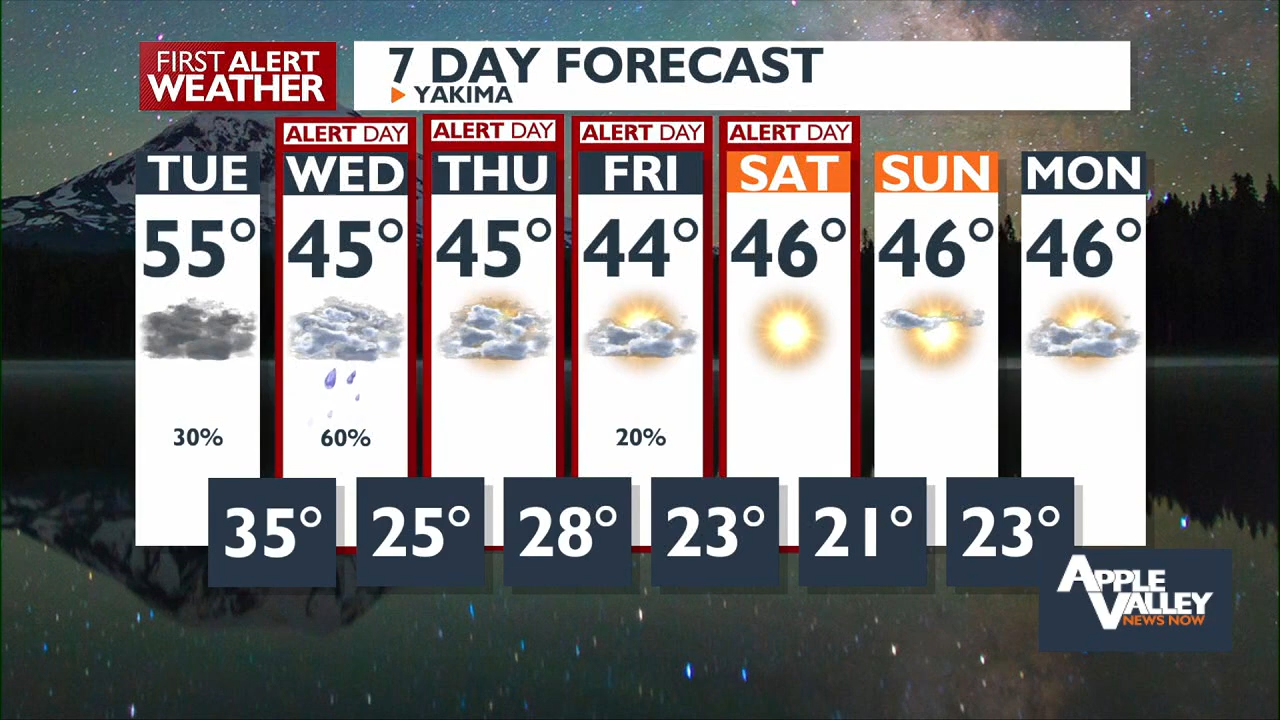 FIRST ALERT
WEATHER
7 DAY FORECAST
YAKIMA
ALERT DAY
ALERT DAY
ALERT DAY
ALERT DAY
TUE
WED
THU
FRI
SAT
SUN
MON
55°
45°
45°
44°
46°
46°
46°
30%
60%
20%
35°
25°
28°
23°
21°
23°
APPLE
VALLEY
NEWS NOW